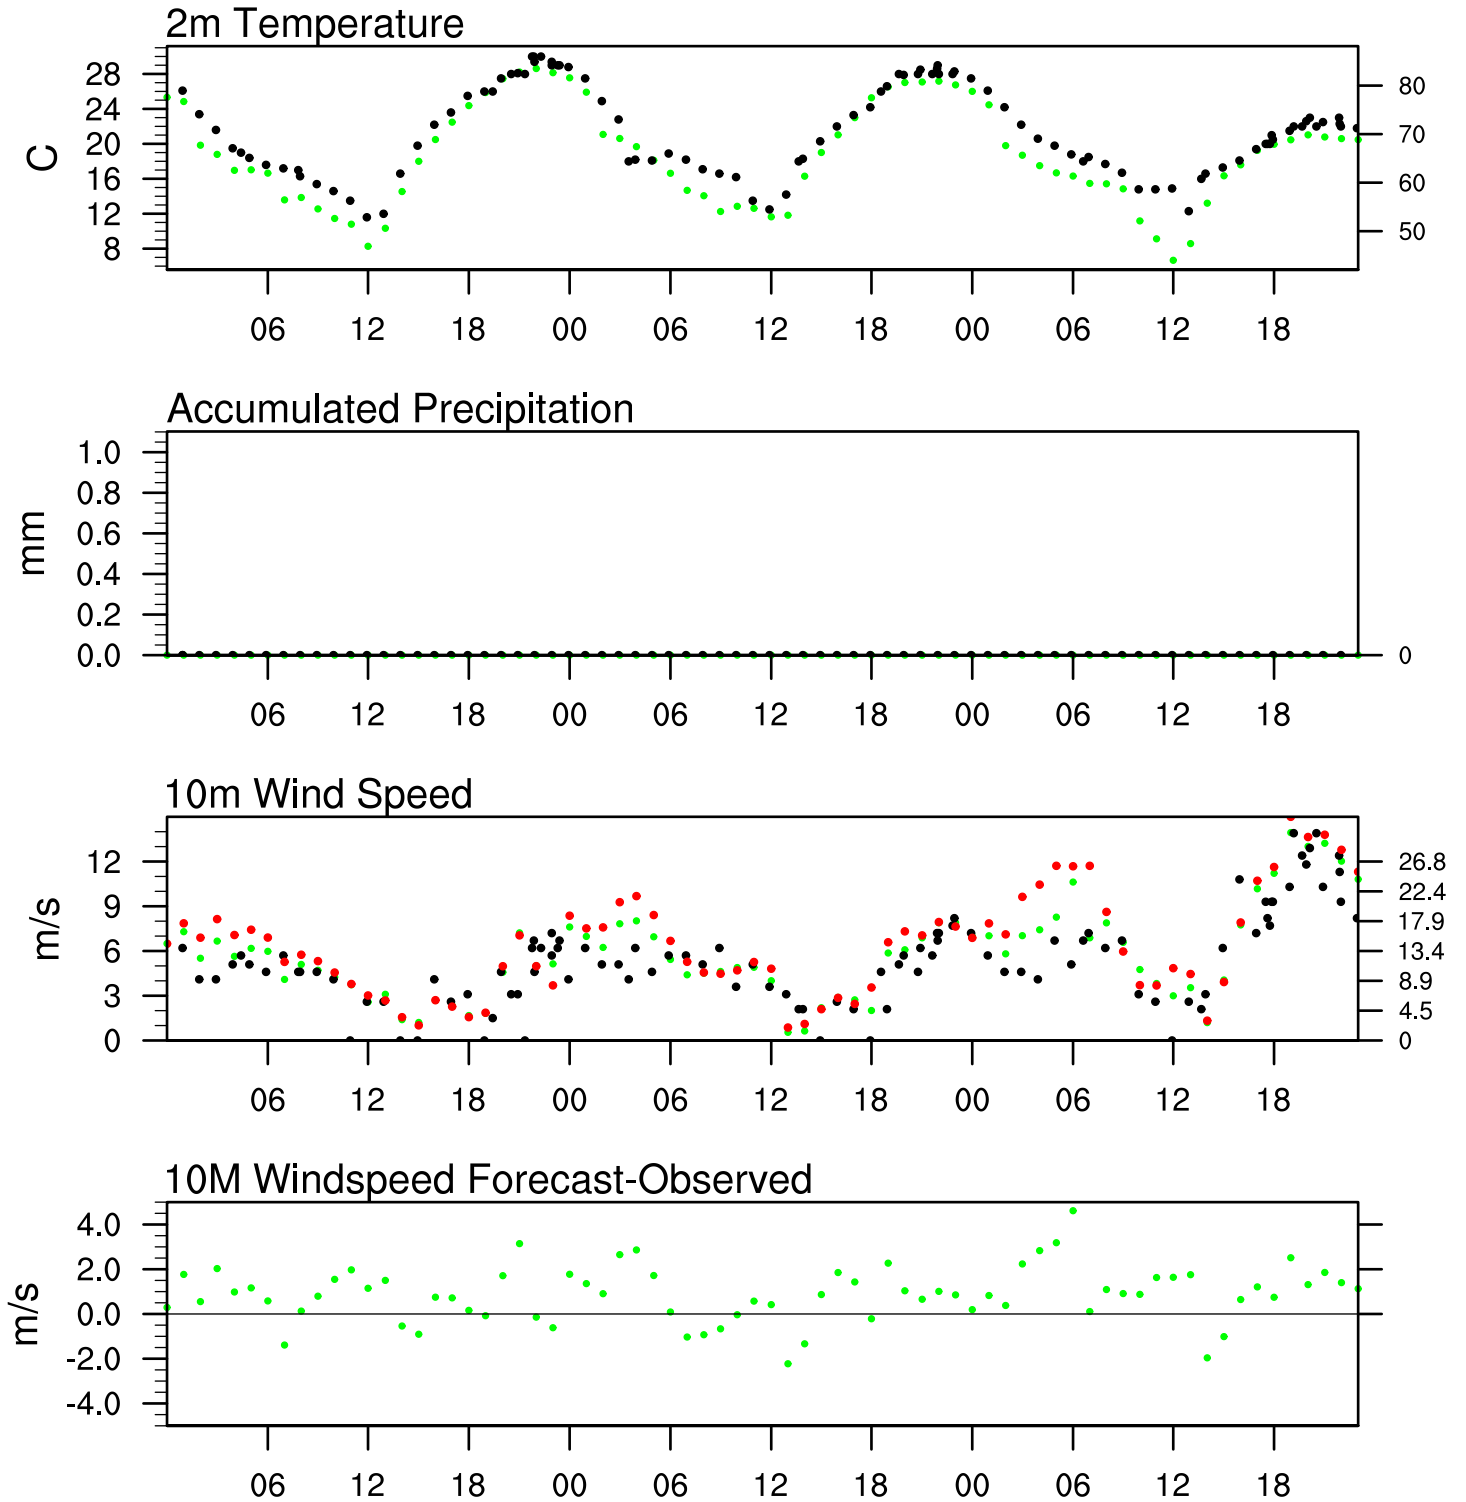 2m Temperature
28
24
20
16
12
8
C
80
70
60
50
06 12 18 00 06 12 18 00 06 12 18
Accumulated Precipitation
1.0
0.8
0.6
0.4
0.2
0.0
mm
0
06 12 18 00 06 12 18 00 06 12 18
10m Wind Speed
12
9
6
3
0
m/s
26.8
22.4
17.9
13.4
8.9
4.5
0
06 12 18 00 06 12 18 00 06 12 18
10M Windspeed Forecast-Observed
4.0
2.0
0.0
-2.0
-4.0
m/s
06 12 18 00 06 12 18 00 06 12 18